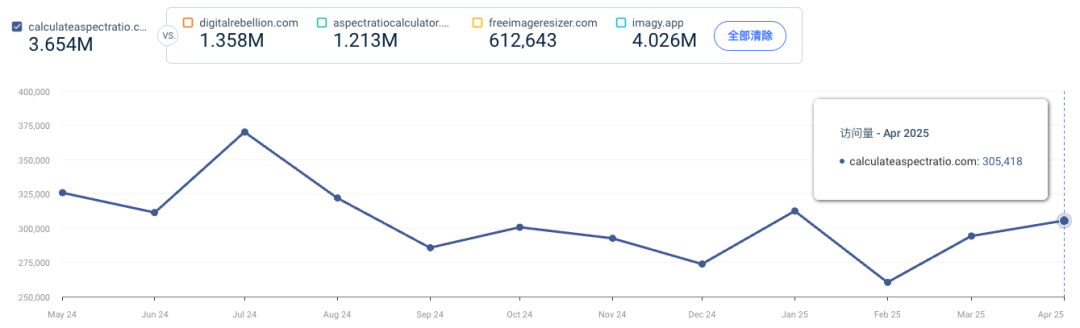 calculateaspectratio.c...
3.654M
VS.
digitalrebellion.com
1.358M
aspectratiocalculator....
1.213M
freeimageresizer.com
612,643
imagy.app
4.026M
全部清除
400,000
375,000
350,000
325,000
300,000
275,000
250,000
访问量 - Apr 2025
calculateaspectratio.com: 305,418
May 24
Jun 24
Jul 24
Aug 24
Sep 24
Oct 24
Nov 24
Dec 24
Jan 25
Feb 25
Mar 25
Apr 25